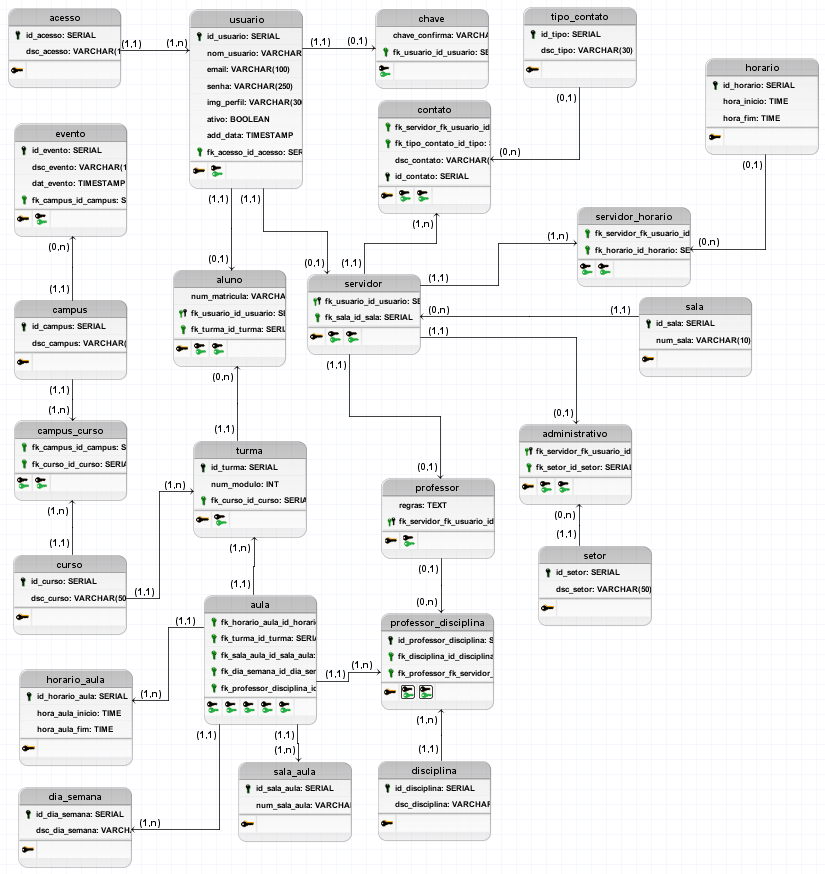 acesso
id_acesso: SERIAL
dsc_acesso: VARCHAR(1
(1,1)
(1,n)
usuario
id_usuario: SERIAL
nom_usuario: VARCHAR
email: VARCHAR(100)
senha: VARCHAR(250)
img_perfil: VARCHAR(30
ativo: BOOLEAN
add_data: TIMESTAMP
fk_acesso_id_acesso: SER
(1,1)
(0,1)
chave
chave_confirma: VARCHAR
fk_usuario_id_usuario: SE
tipo_contato
id_tipo: SERIAL
dsc_tipo: VARCHAR(30)
(0,1)
(0,n)
horario
id_horario: SERIAL
hora_inicio: TIME
hora_fim: TIME
(0,1)
contato
fk_servidor_fk_usuario_id
fk_tipo_contato_id_tipo:
dsc_contato: VARCHAR(
id_contato: SERIAL
(1,n)
evento
id_evento: SERIAL
dsc_evento: VARCHAR(1
dat_evento: TIMESTAMP
fk_campus_id_campus: S
(0,n)
(1,1)
(1,1)
(1,1)
(0,1)
(0,1)
(1,1)
servidor_horario
fk_servidor_fk_usuario_id
fk_horario_id_horario: SE
(1,n)
(0,n)
aluno
num_matricula: VARCHA
fk_usuario_id_usuario: SE
fk_turma_id_turma: SERI
(0,n)
servidor
fk_usuario_id_usuario: SE
fk_sala_id_sala: SERIAL
(1,1)
(0,n)
(1,1)
(1,1)
(1,1)
sala
id_sala: SERIAL
num_sala: VARCHAR(10)
campus
id_campus: SERIAL
dsc_campus: VARCHAR(
(1,1)
(1,n)
campus_curso
fk_campus_id_campus: S
fk_curso_id_curso: SERIA
(1,n)
(1,1)
(1,1)
turma
id_turma: SERIAL
num_modulo: INT
fk_curso_id_curso: SERIA
(1,n)
(1,n)
(1,1)
(0,1)
administrativo
fk_servidor_fk_usuario_id
fk_setor_id_setor: SERIAL
(0,n)
(1,1)
(0,1)
professor
regras: TEXT
fk_servidor_fk_usuario_id
(0,1)
(0,n)
setor
id_setor: SERIAL
dsc_setor: VARCHAR(50)
curso
id_curso: SERIAL
dsc_curso: VARCHAR(50
(1,1)
aula
fk_horario_aula_id_horari
fk_turma_id_turma: SERIA
fk_sala_aula_id_sala_aula:
fk_dia_semana_id_dia_ser
fk_professor_disciplina_id
(1,1)
(1,1)
(1,n)
professor_disciplina
id_professor_disciplina: S
fk_disciplina_id_disciplina
fk_professor_fk_servidor_
(1,n)
(1,1)
horario_aula
id_horario_aula: SERIAL
hora_aula_inicio: TIME
hora_aula_fim: TIME
(1,n)
(1,1)
(1,1)
(1,n)
sala_aula
id_sala_aula: SERIAL
num_sala_aula: VARCHAI
disciplina
id_disciplina: SERIAL
dsc_disciplina: VARCHAR
dia_semana
id_dia_semana: SERIAL
dsc_dia_semana: VARCH
(1,n)